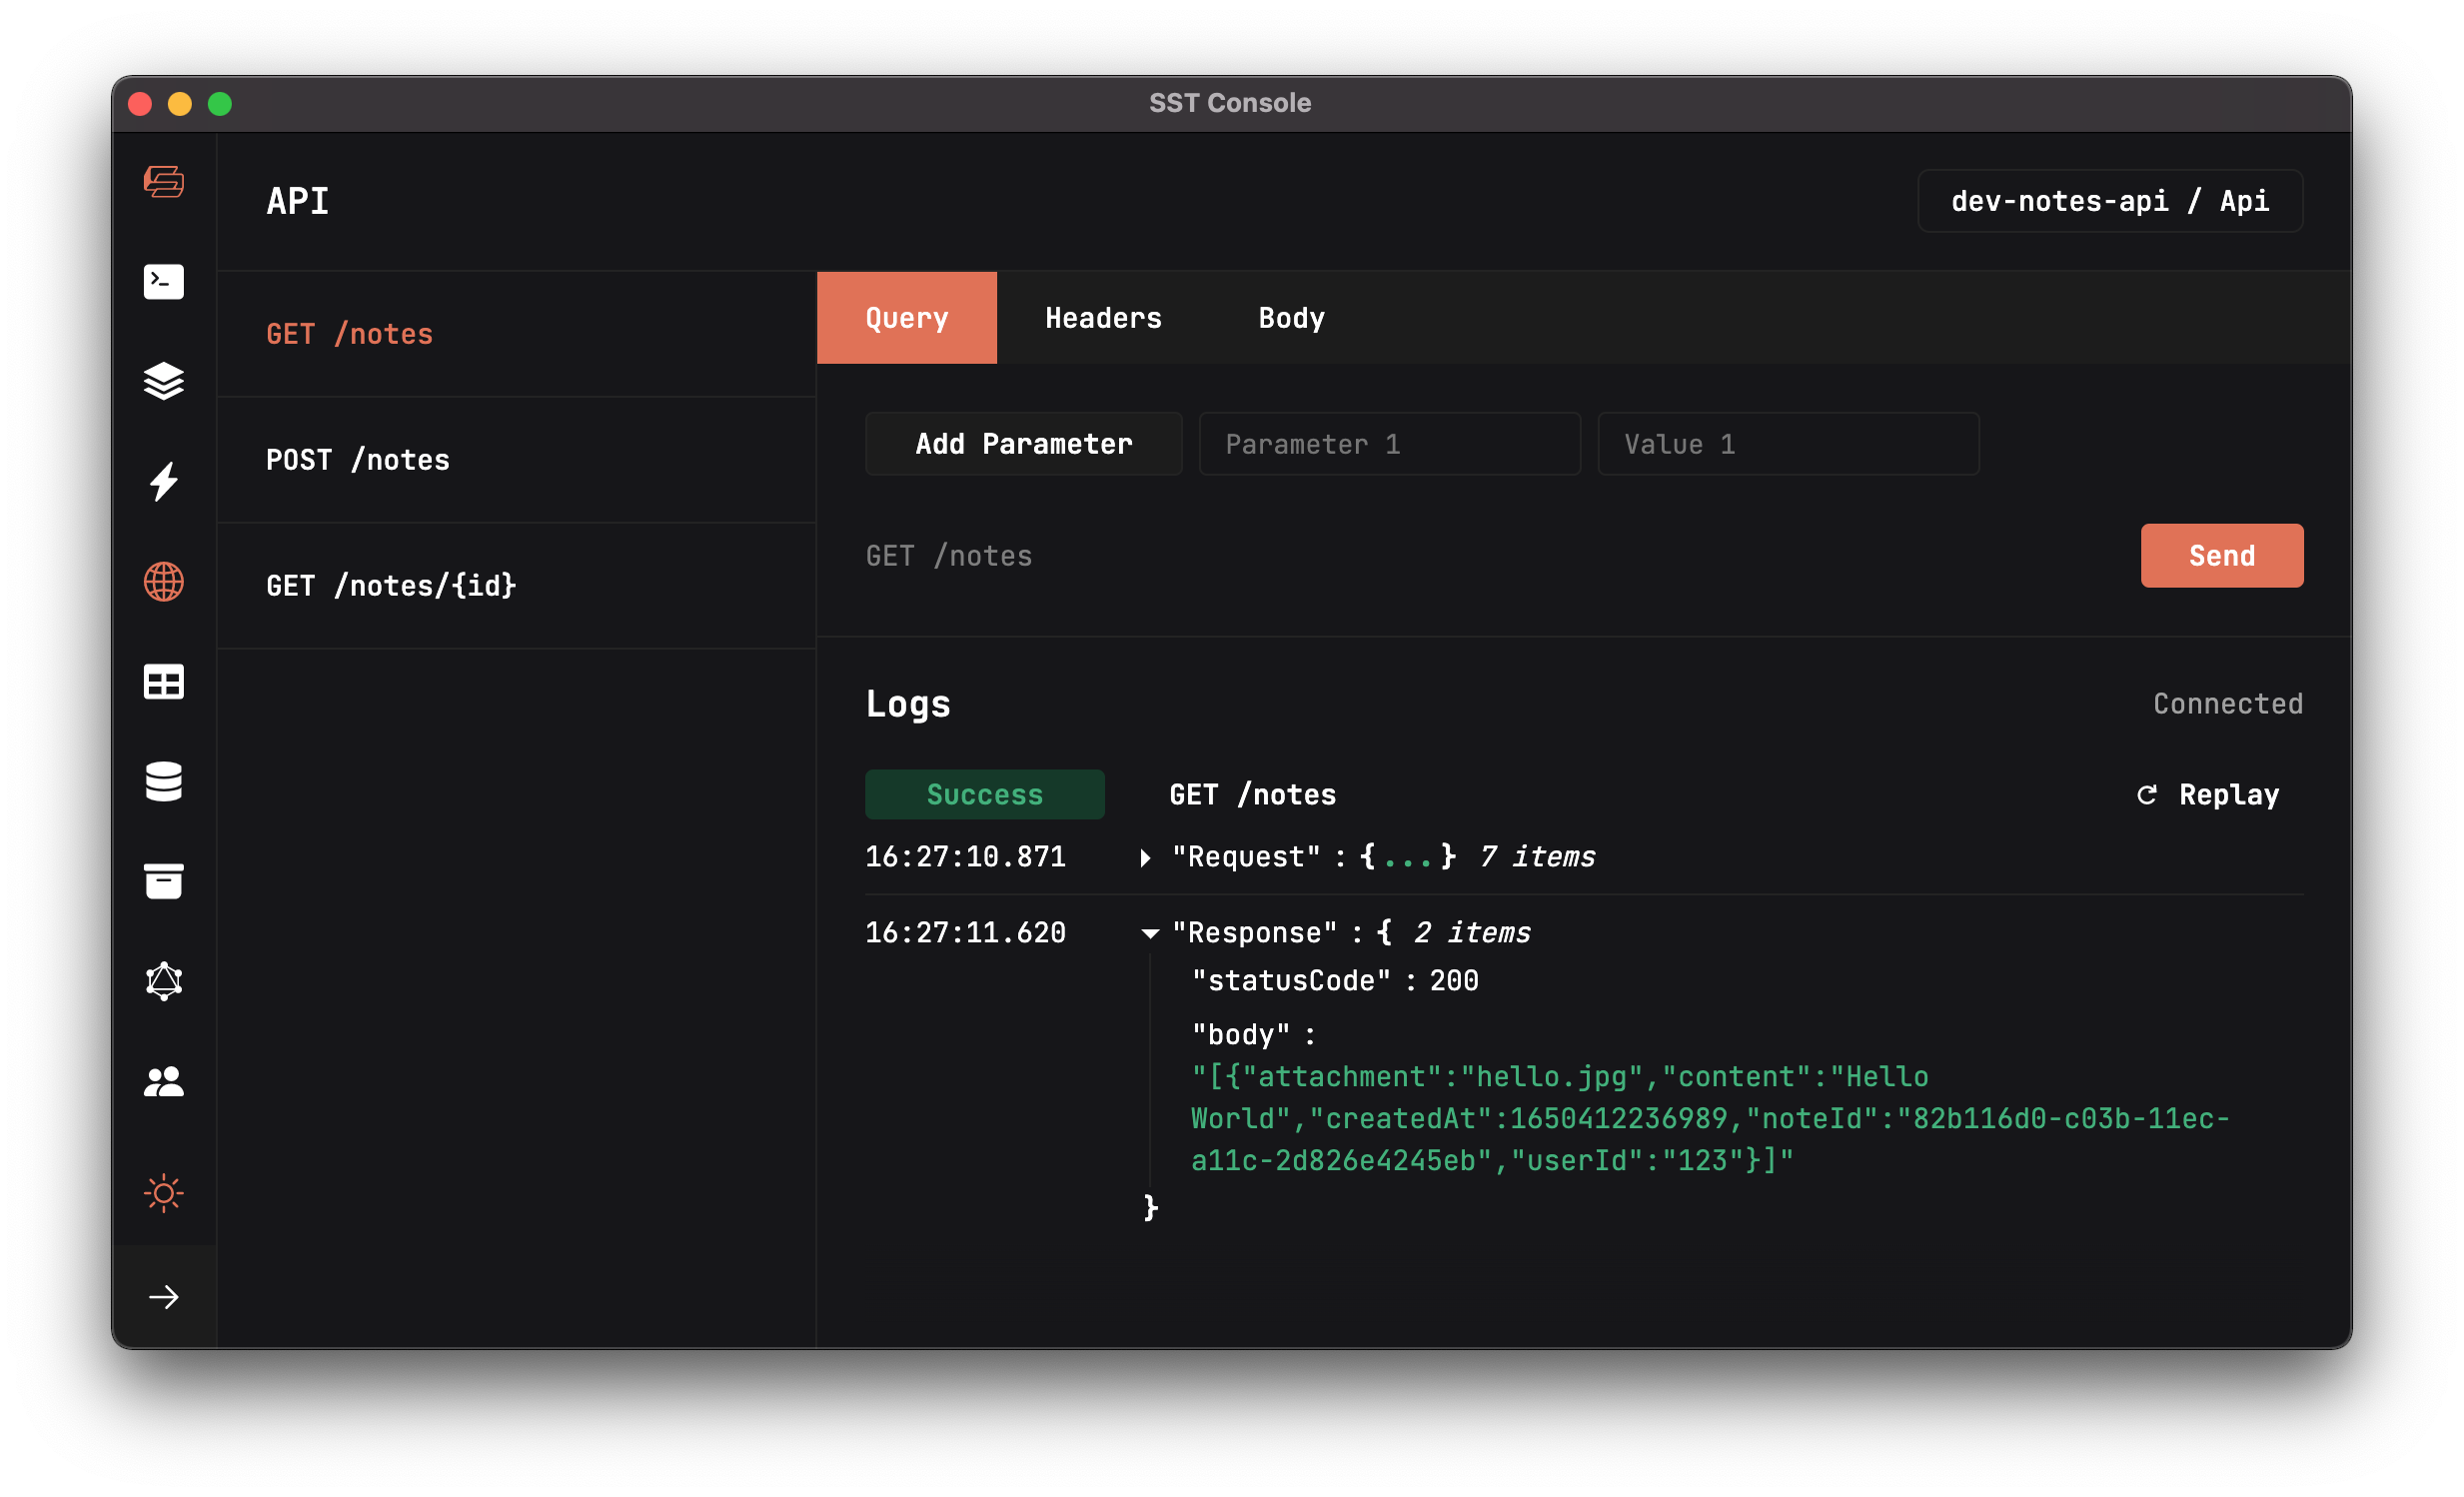 SST Console
API
dev-notes-api / Api
GET /notes
POST /notes
GET /notes/{id}
Query Headers Body
Add Parameter Parameter 1 Value 1
GET /notes Send
Logs Connected
Success GET /notes Replay
16:27:10.871 "Request" : {...} 7 items
16:27:11.620 "Response" : { 2 items
"statusCode" : 200
"body" :
"[{"attachment":"hello.jpg","content":"Hello
World","createdAt":1650412236989,"noteId":"82b116d0-c03b-11ec-
a11c-2d826e4245eb","userId":"123"}]"
}